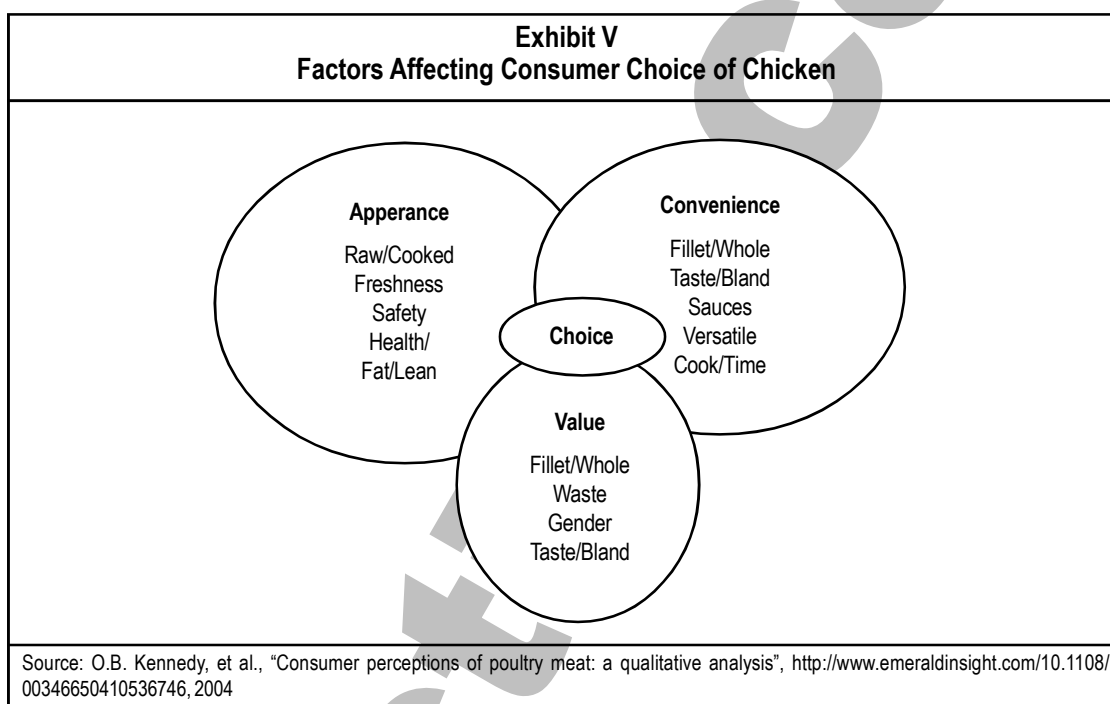 Exhibit V
Factors Affecting Consumer Choice of Chicken
Apperance
Raw/Cooked
Freshness
Safety
Health/
Fat/Lean
Convenience
Fillet/Whole
Taste/Bland
Sauces
Versatile
Cook/Time
Choice
Value
Fillet/Whole
Waste
Gender
Taste/Bland
Source: O.B. Kennedy, et al., “Consumer perceptions of poultry meat: a qualitative analysis”, http://www.emeraldinsight.com/10.1108/
00346650410536746, 2004